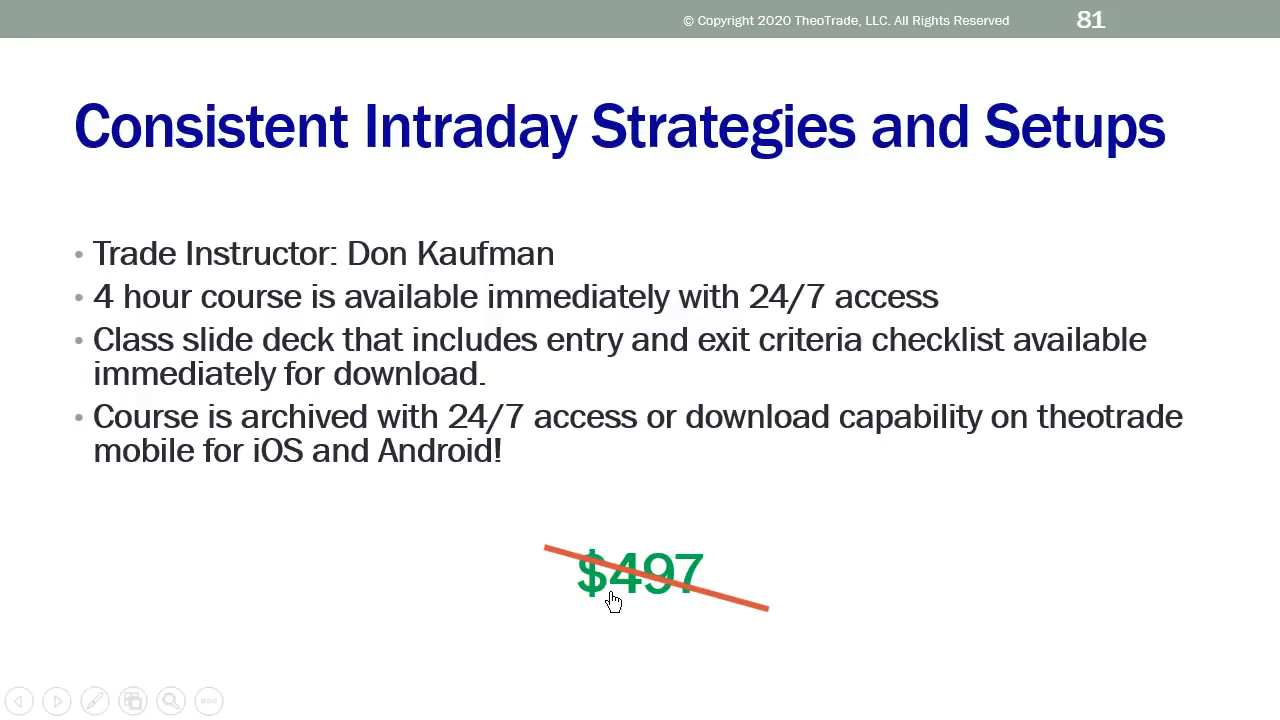 © Copyright 2020 TheoTrade, LLC. All Rights Reserved
81
Consistent Intraday Strategies and Setups
• Trade Instructor: Don Kaufman
• 4 hour course is available immediately with 24/7 access
• Class slide deck that includes entry and exit criteria checklist available
immediately for download.
• Course is archived with 24/7 access or download capability on theotrade
mobile for iOS and Android!
$497